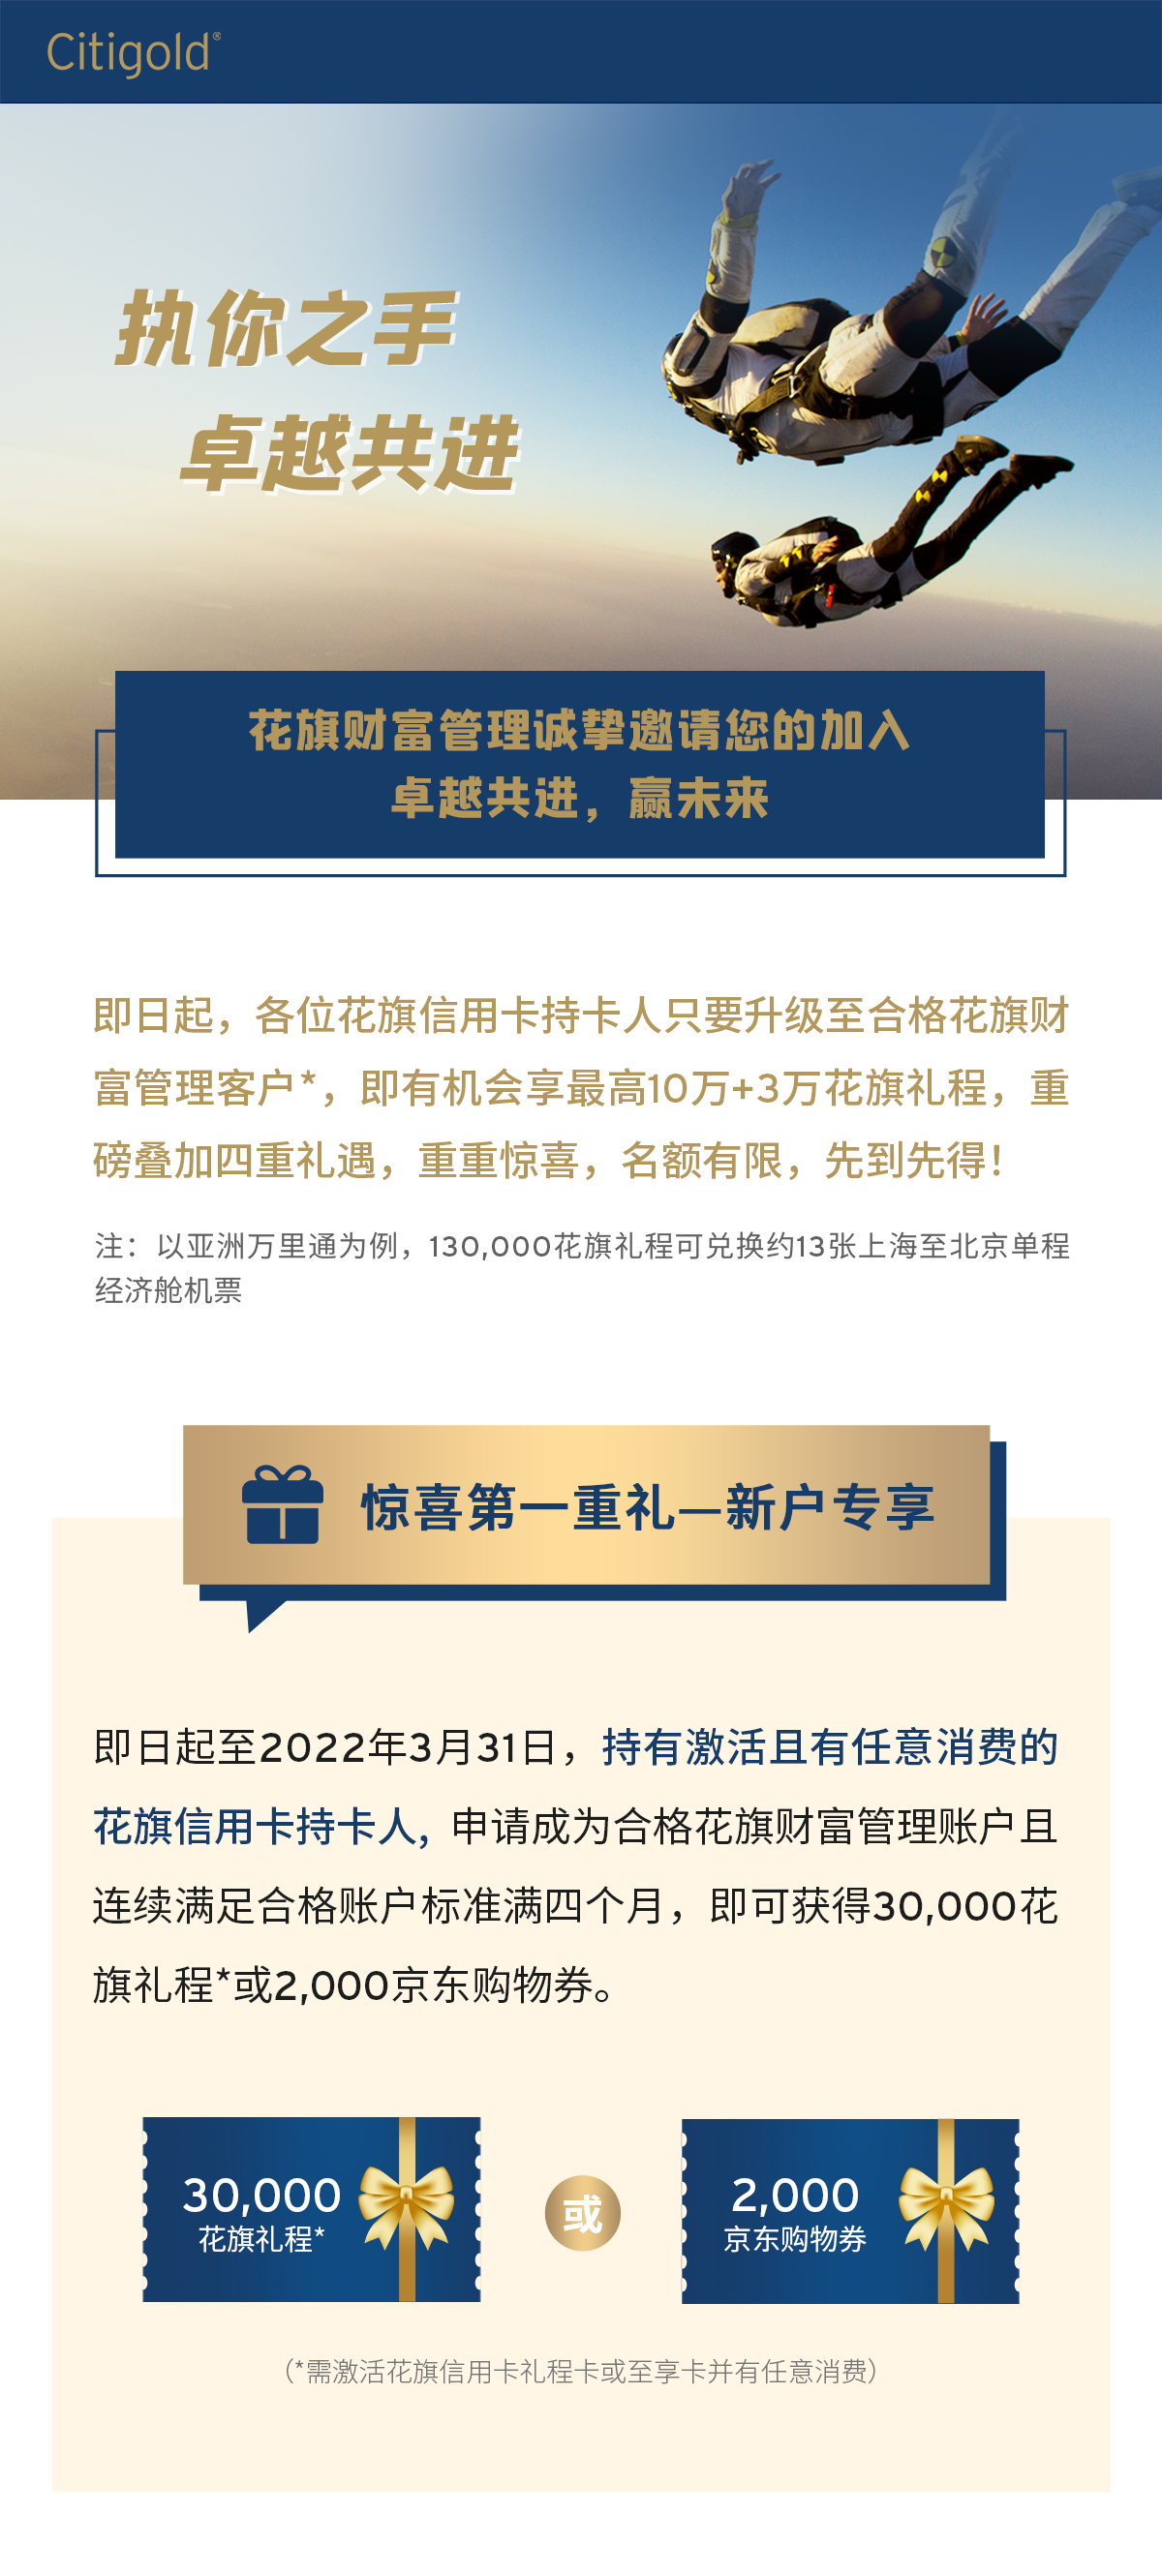 Citigold®
执你之手
卓越共进
花旗财富管理诚挚邀请您的加入
卓越共进，赢未来
即日起，各位花旗信用卡持卡人只要升级至合格花旗财
富管理客户*，即有机会享最高10万+3万花旗礼程，重
磅叠加四重礼遇，重重惊喜，名额有限，先到先得！
注：以亚洲万里通为例，130,000花旗礼程可兑换约13张上海至北京单程
经济舱机票
惊喜第一重礼—新户专享
即日起至2022年3月31日，持有激活且有任意消费的
花旗信用卡持卡人，申请成为合格花旗财富管理账户且
连续满足合格账户标准满四个月，即可获得30,000花
旗礼程*或2,000京东购物券。
30,000
花旗礼程*
或
2,000
京东购物券
（*需激活花旗信用卡礼程卡或至享卡并有任意消费）